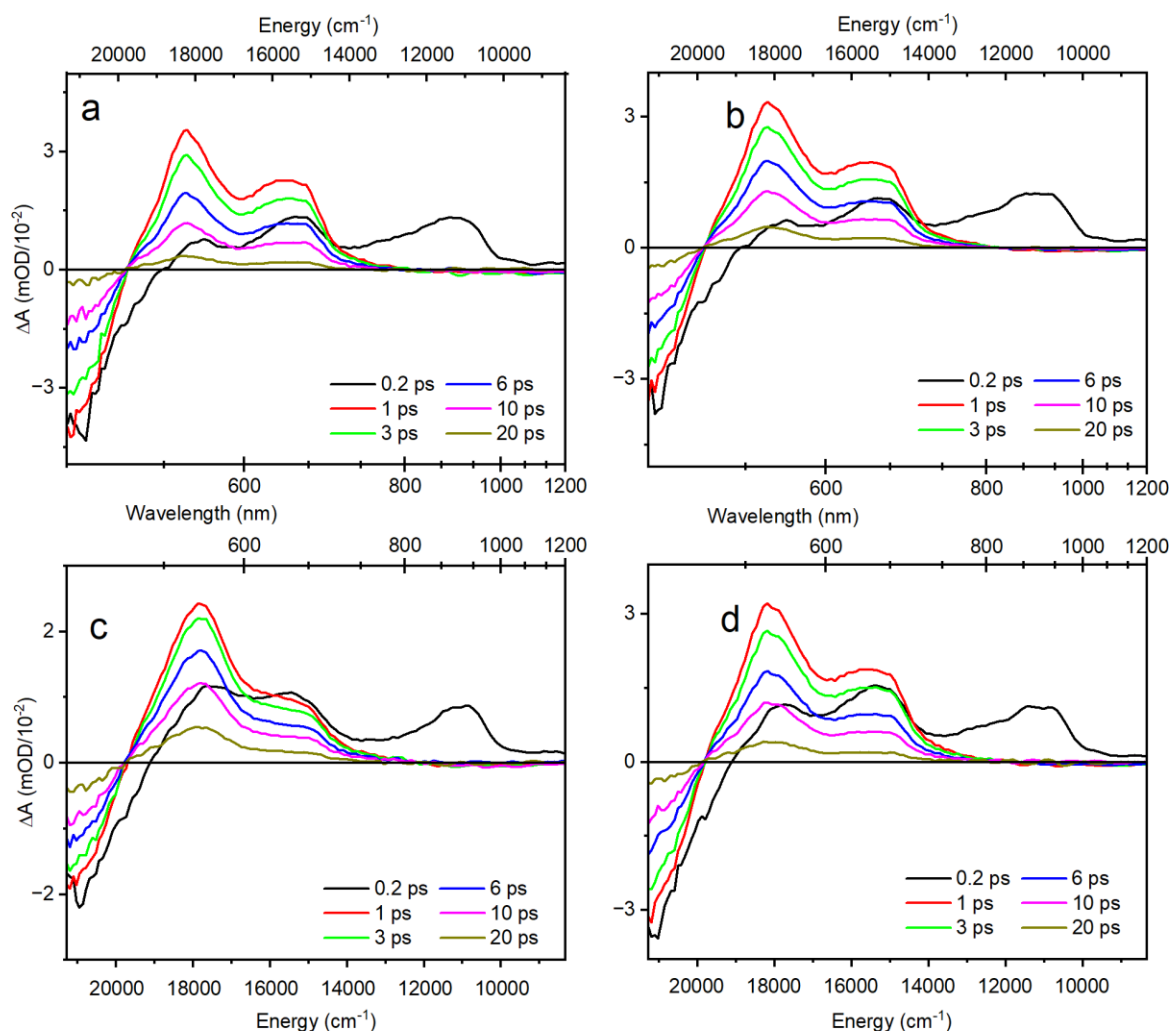 Energy (cm⁻¹) Energy (cm⁻¹)
20000 18000 16000 14000 12000 10000 20000 18000 16000 14000 12000 10000
a b
3 3
0 0
−3 −3
ΔA (mOD/10⁻²)
0.2 ps 6 ps 0.2 ps 6 ps
1 ps 10 ps 1 ps 10 ps
3 ps 20 ps 3 ps 20 ps
600 800 1000 1200 600 800 1000 1200
Wavelength (nm) Wavelength (nm)
600 800 1000 1200 600 800 1000 1200
c d
2 3
0 0
−2 −3
ΔA (mOD/10⁻²)
0.2 ps 6 ps 0.2 ps 6 ps
1 ps 10 ps 1 ps 10 ps
3 ps 20 ps 3 ps 20 ps
20000 18000 16000 14000 12000 10000 20000 18000 16000 14000 12000 10000
Energy (cm⁻¹) Energy (cm⁻¹)